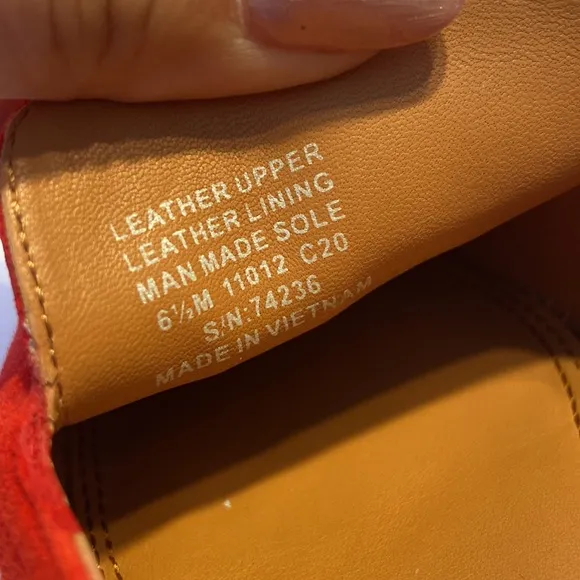 LEATHER UPPER
LEATHER LINING
MAN MADE SOLE
6½M 11012 C20
S/N:74236
MADE IN VIETNAM